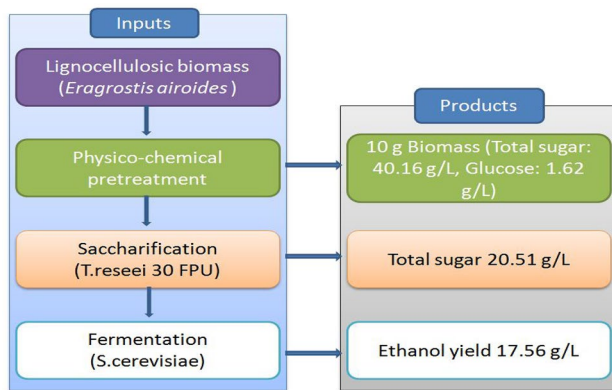 Inputs
Lignocellulosic biomass
(Eragrostis airoides )
Physico-chemical
pretreatment
Saccharification
(T.reseei 30 FPU)
Fermentation
(S.cerevisiae)
Products
10 g Biomass (Total sugar:
40.16 g/L, Glucose: 1.62
g/L)
Total sugar 20.51 g/L
Ethanol yield 17.56 g/L